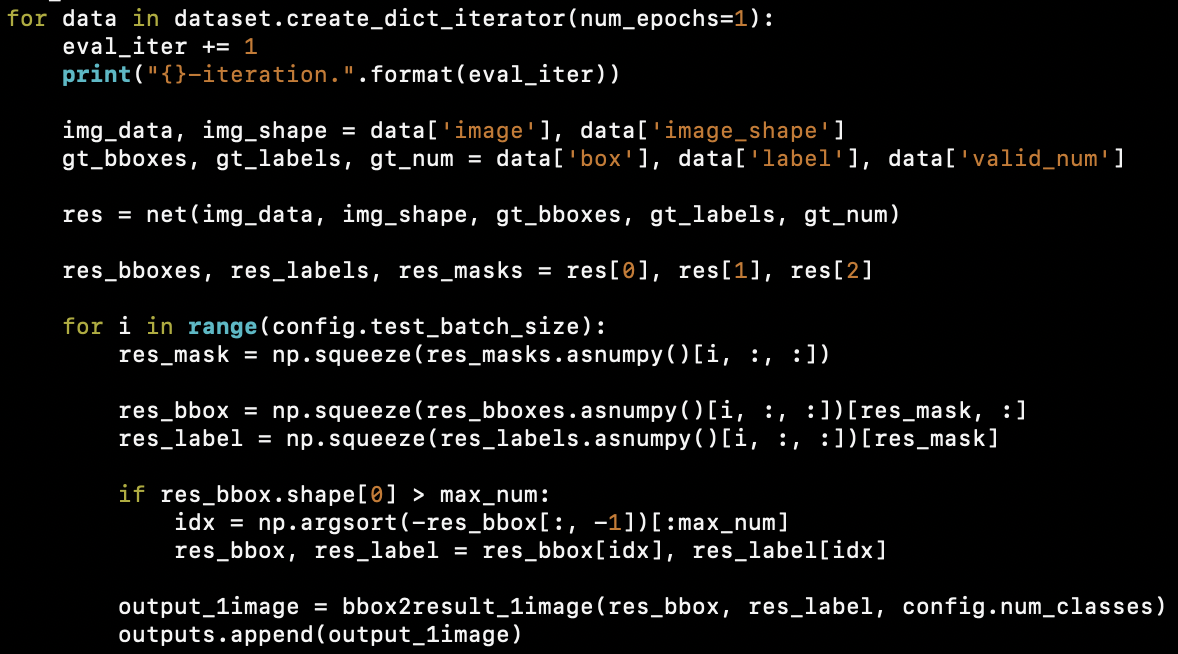 for data in dataset.create_dict_iterator(num_epochs=1):
    eval_iter += 1
    print("{}-iteration.".format(eval_iter))

    img_data, img_shape = data['image'], data['image_shape']
    gt_bboxes, gt_labels, gt_num = data['box'], data['label'], data['valid_num']

    res = net(img_data, img_shape, gt_bboxes, gt_labels, gt_num)

    res_bboxes, res_labels, res_masks = res[0], res[1], res[2]

    for i in range(config.test_batch_size):
        res_mask = np.squeeze(res_masks.asnumpy()[i, :, :])

        res_bbox = np.squeeze(res_bboxes.asnumpy()[i, :, :])[res_mask, :]
        res_label = np.squeeze(res_labels.asnumpy()[i, :, :])[res_mask]

        if res_bbox.shape[0] > max_num:
            idx = np.argsort(-res_bbox[:, -1])[:max_num]
            res_bbox, res_label = res_bbox[idx], res_label[idx]

        output_1image = bbox2result_1image(res_bbox, res_label, config.num_classes)
        outputs.append(output_1image)